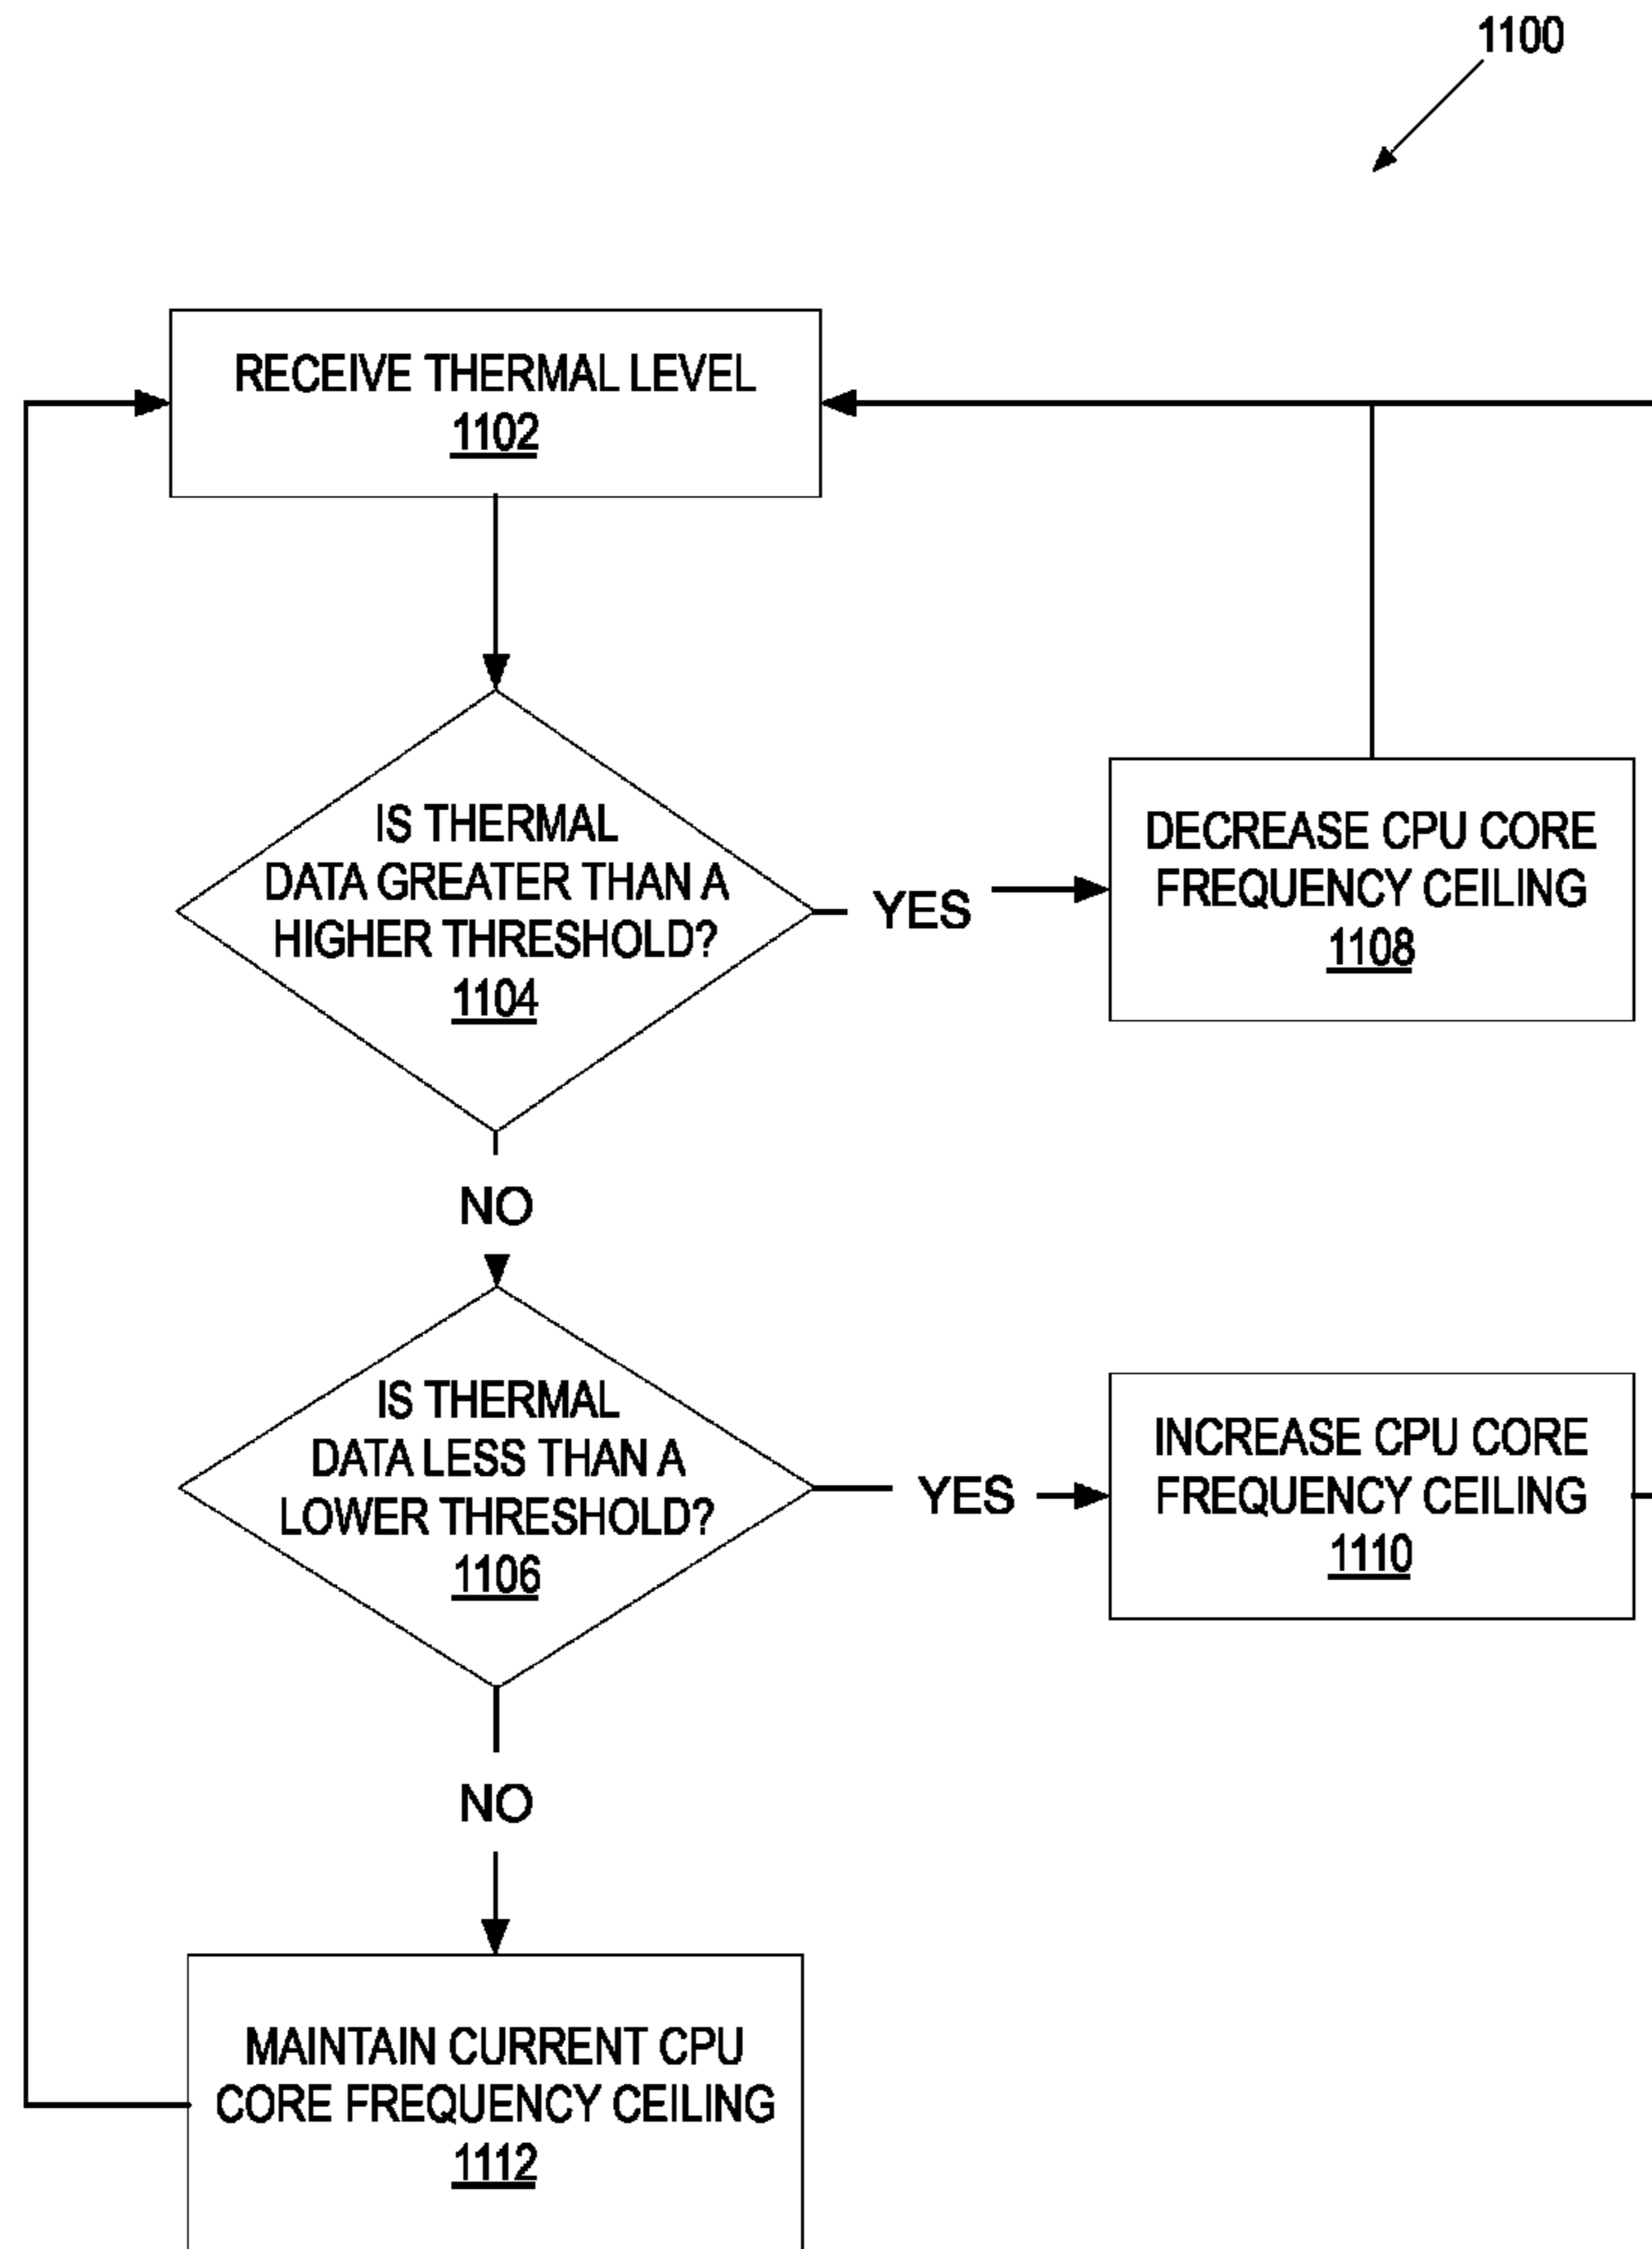 1100
RECEIVE THERMAL LEVEL
1102
IS THERMAL
DATA GREATER THAN A
HIGHER THRESHOLD?
1104
YES
DECREASE CPU CORE
FREQUENCY CEILING
1108
NO
IS THERMAL
DATA LESS THAN A
LOWER THRESHOLD?
1106
YES
INCREASE CPU CORE
FREQUENCY CEILING
1110
NO
MAINTAIN CURRENT CPU
CORE FREQUENCY CEILING
1112